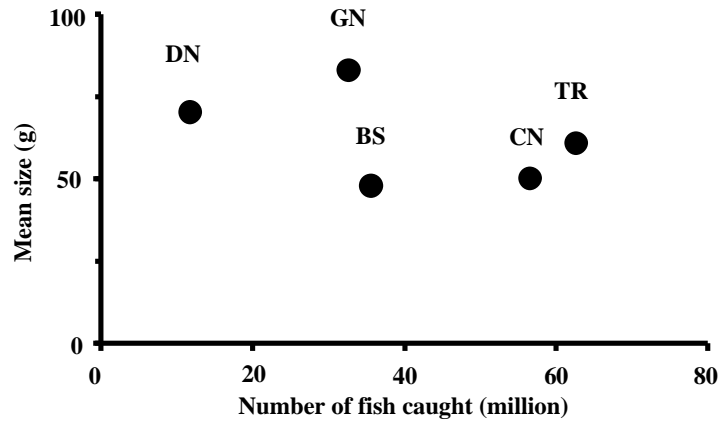 100
GN
DN
TR
BS
CN
Mean size (g)
50
0
0
20
40
60
80
Number of fish caught (million)